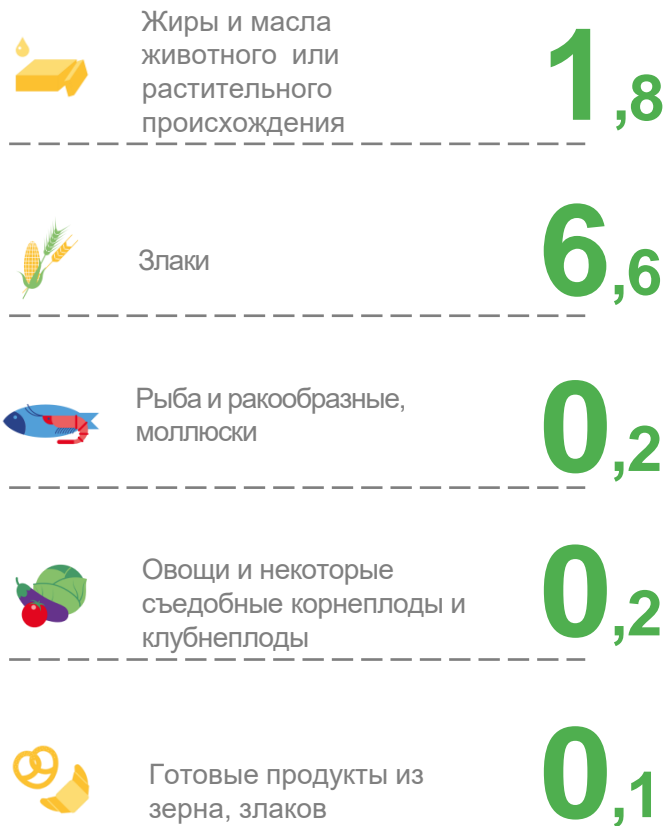 Жиры и масла
животного или
растительного
происхождения
1,8
Злаки
6,6
Рыба и ракообразные,
моллюски
0,2
Овощи и некоторые
съедобные корнеплоды и
клубнеплоды
0,2
Готовые продукты из
зерна, злаков
0,1